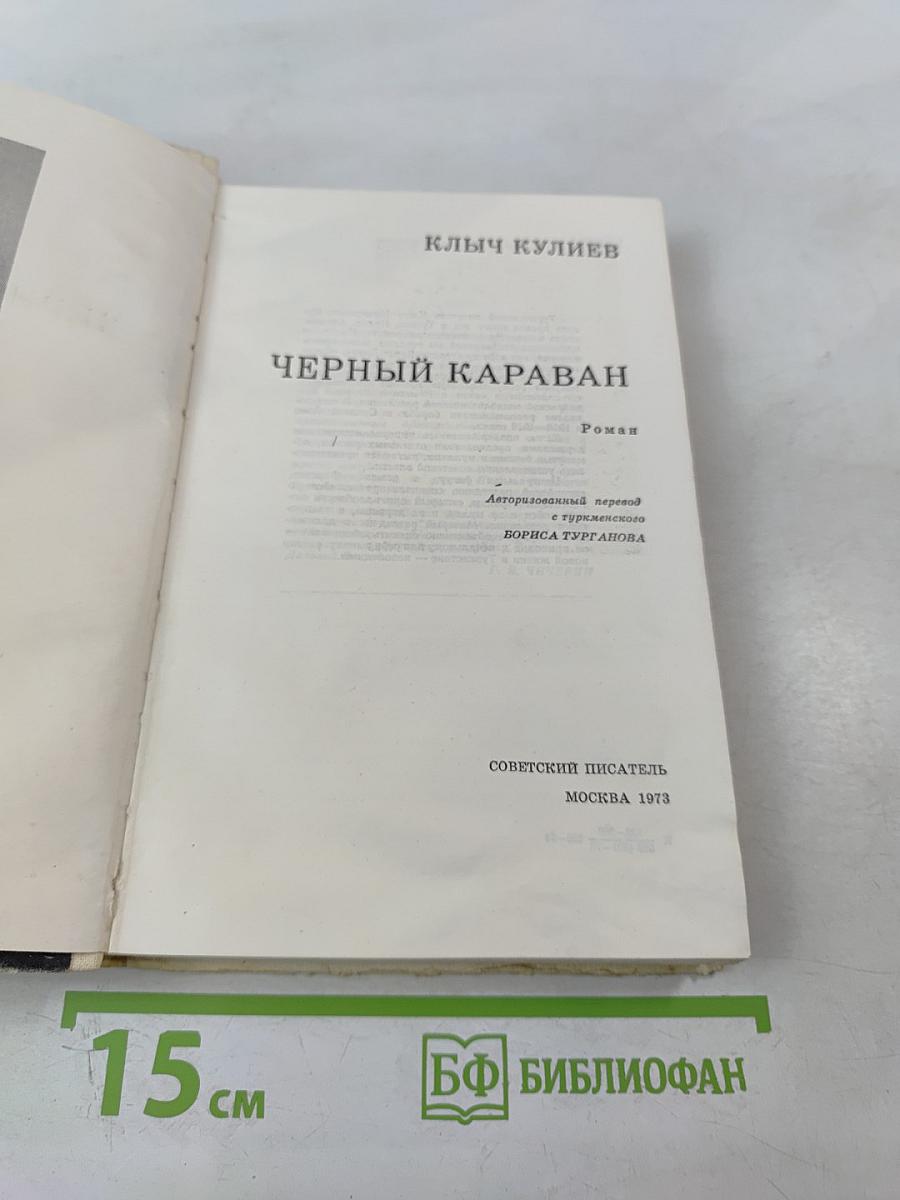 КЛЫЧ КУЛИЕВ
ЧЕРНЫЙ КАРАВАН
Роман
Авторизованный перевод
с туркменского
БОРИСА ТУРГАНОВА
СОВЕТСКИЙ ПИСАТЕЛЬ
МОСКВА 1973
15 см
БФ БИБЛИОФАН